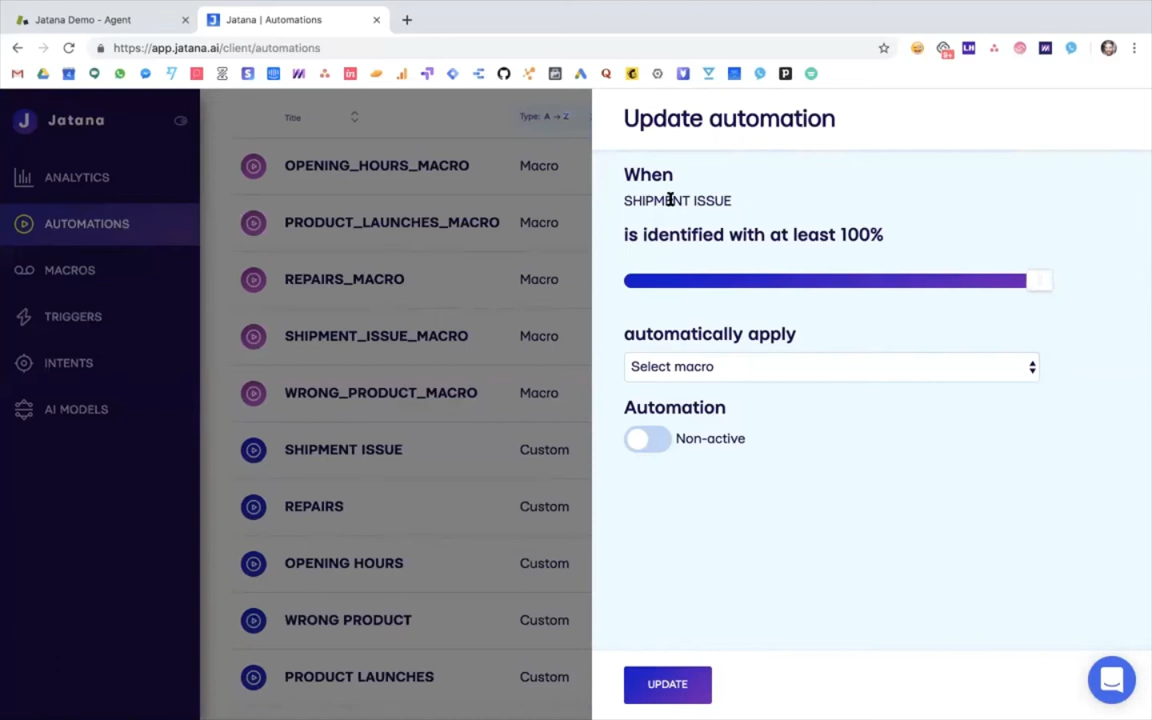 Jatana Demo - Agent
Jatana | Automations
https://app.jatana.ai/client/automations
Jatana
ANALYTICS
AUTOMATIONS
MACROS
TRIGGERS
INTENTS
AI MODELS
Title
Type: A → Z
OPENING_HOURS_MACRO Macro
PRODUCT_LAUNCHES_MACRO Macro
REPAIRS_MACRO Macro
SHIPMENT_ISSUE_MACRO Macro
WRONG_PRODUCT_MACRO Macro
SHIPMENT ISSUE Custom
REPAIRS Custom
OPENING HOURS Custom
WRONG PRODUCT Custom
PRODUCT LAUNCHES Custom
Update automation
When
SHIPMENT ISSUE
is identified with at least 100%
automatically apply
Select macro
Automation
Non-active
UPDATE